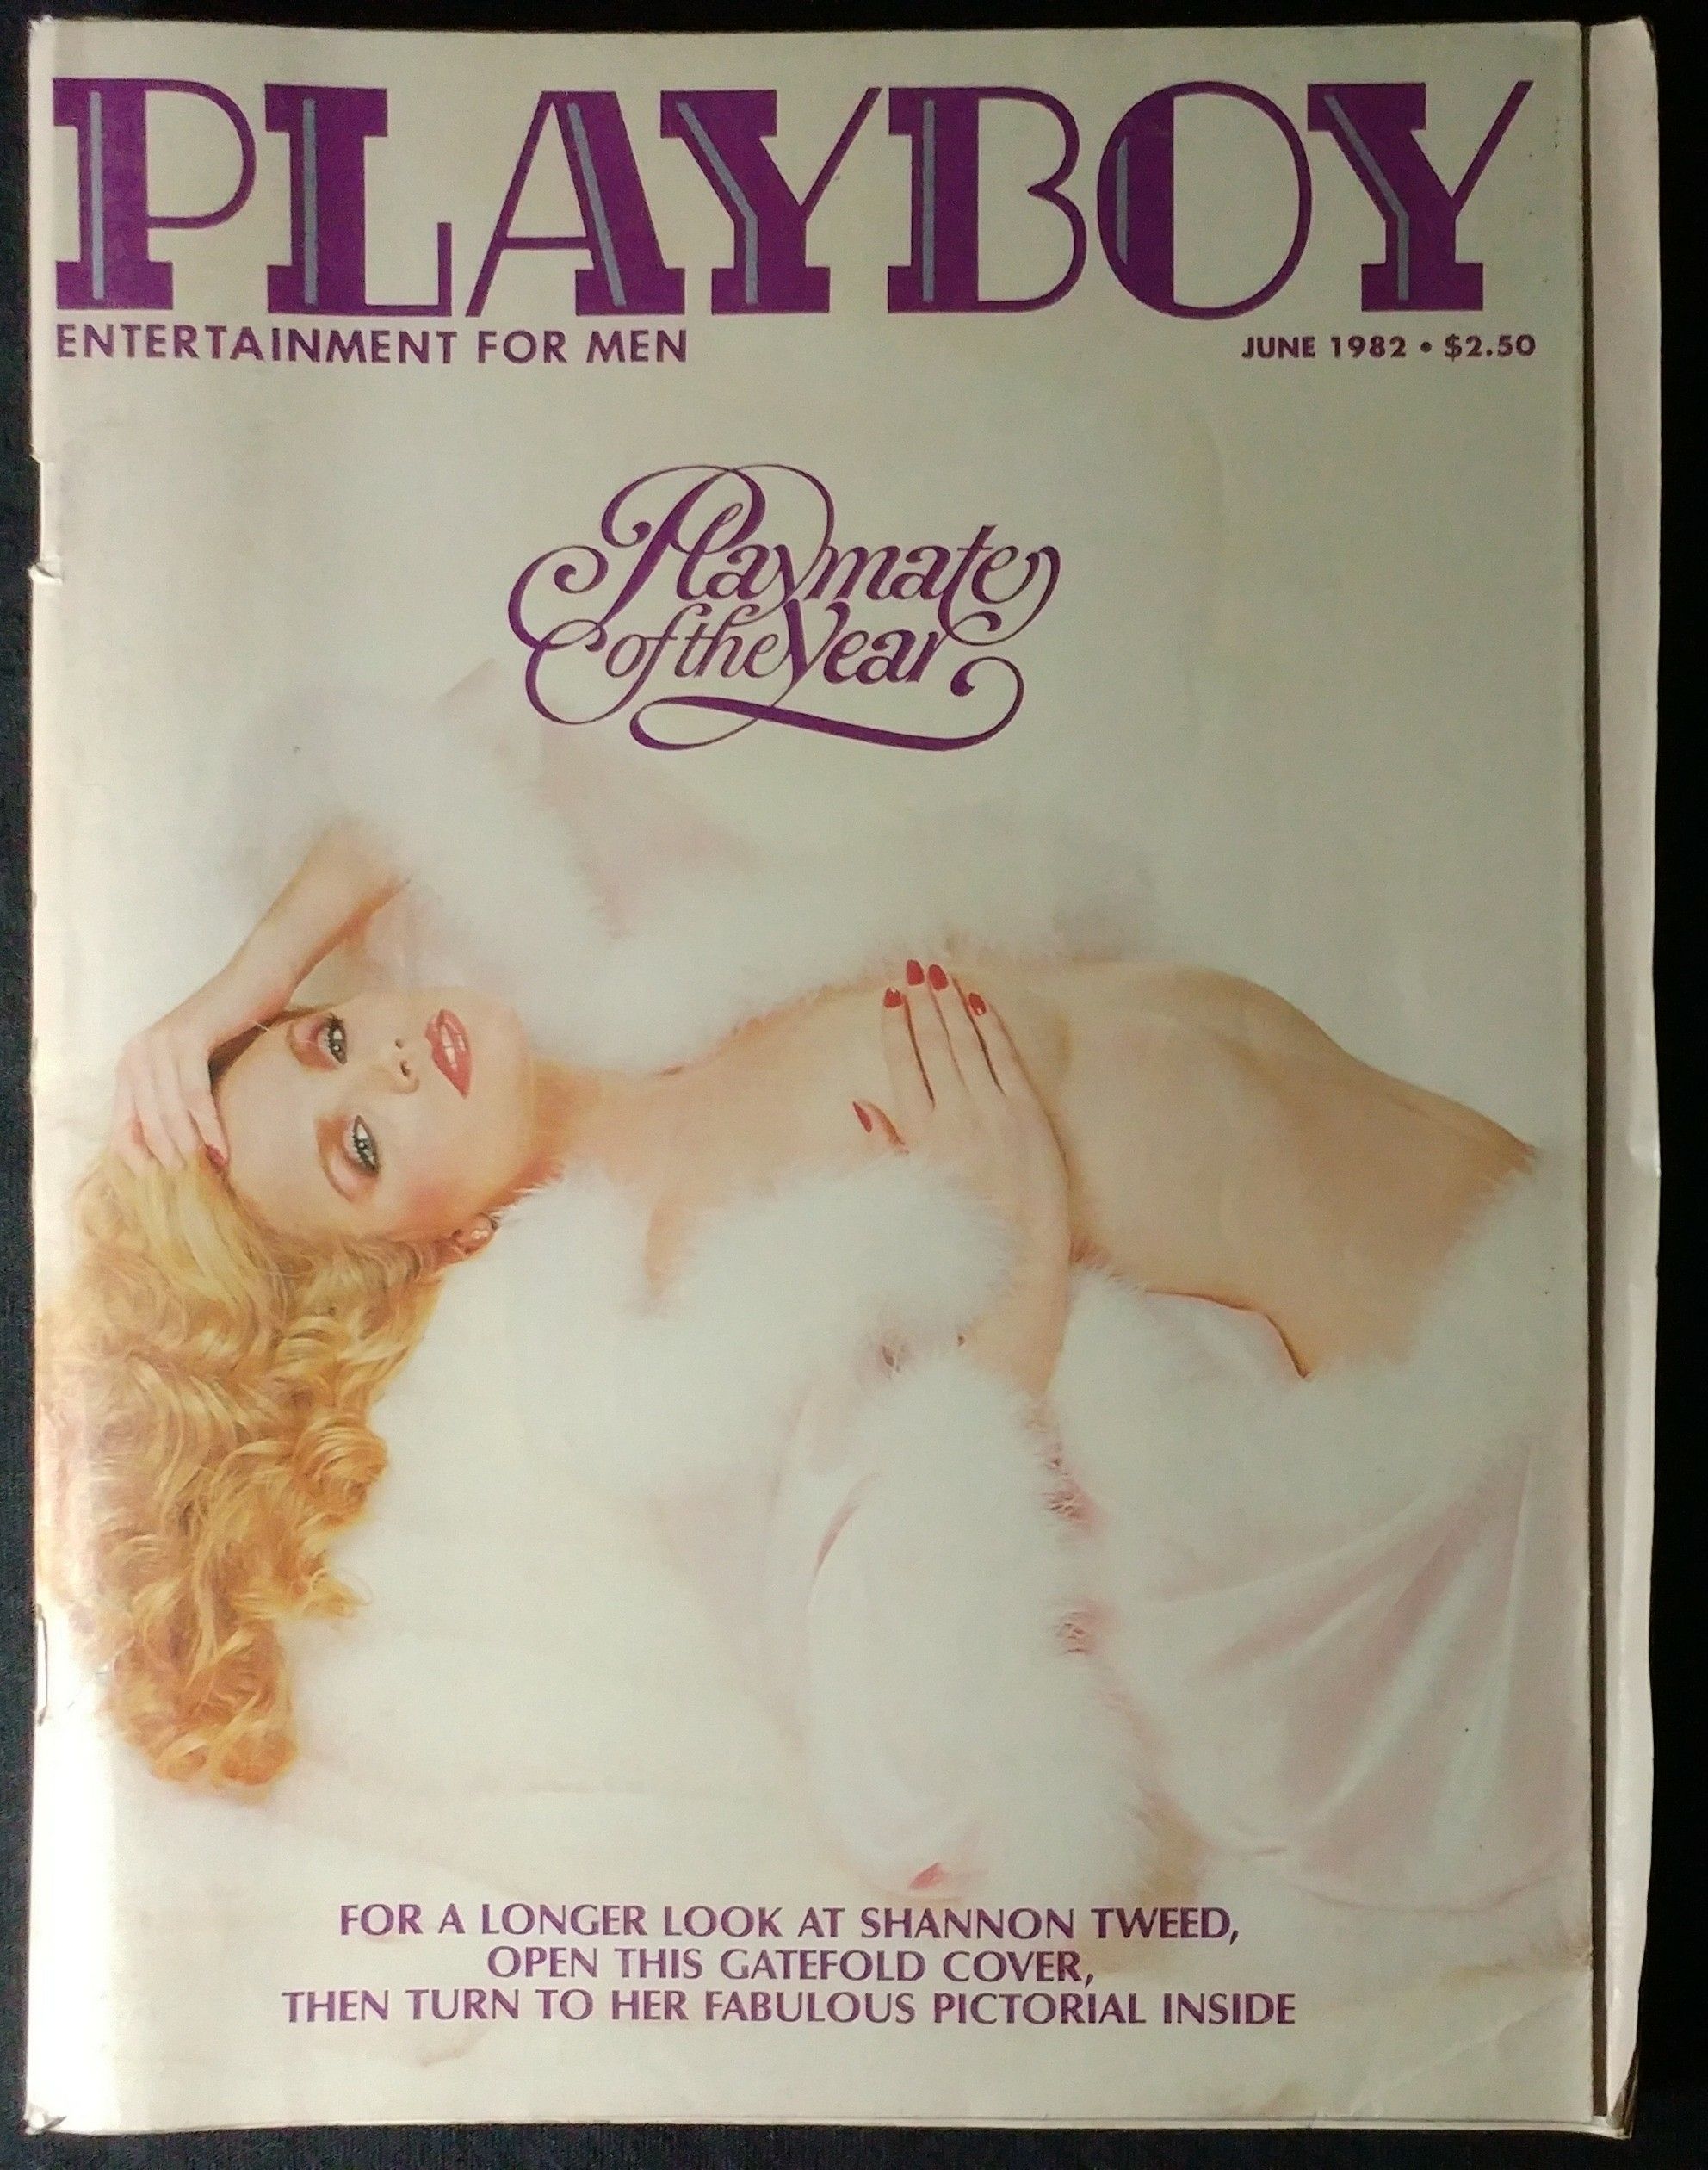 PLAYBOY
ENTERTAINMENT FOR MEN
JUNE 1982 • $2.50
Playmate
of the Year
FOR A LONGER LOOK AT SHANNON TWEED,
OPEN THIS GATEFOLD COVER,
THEN TURN TO HER FABULOUS PICTORIAL INSIDE